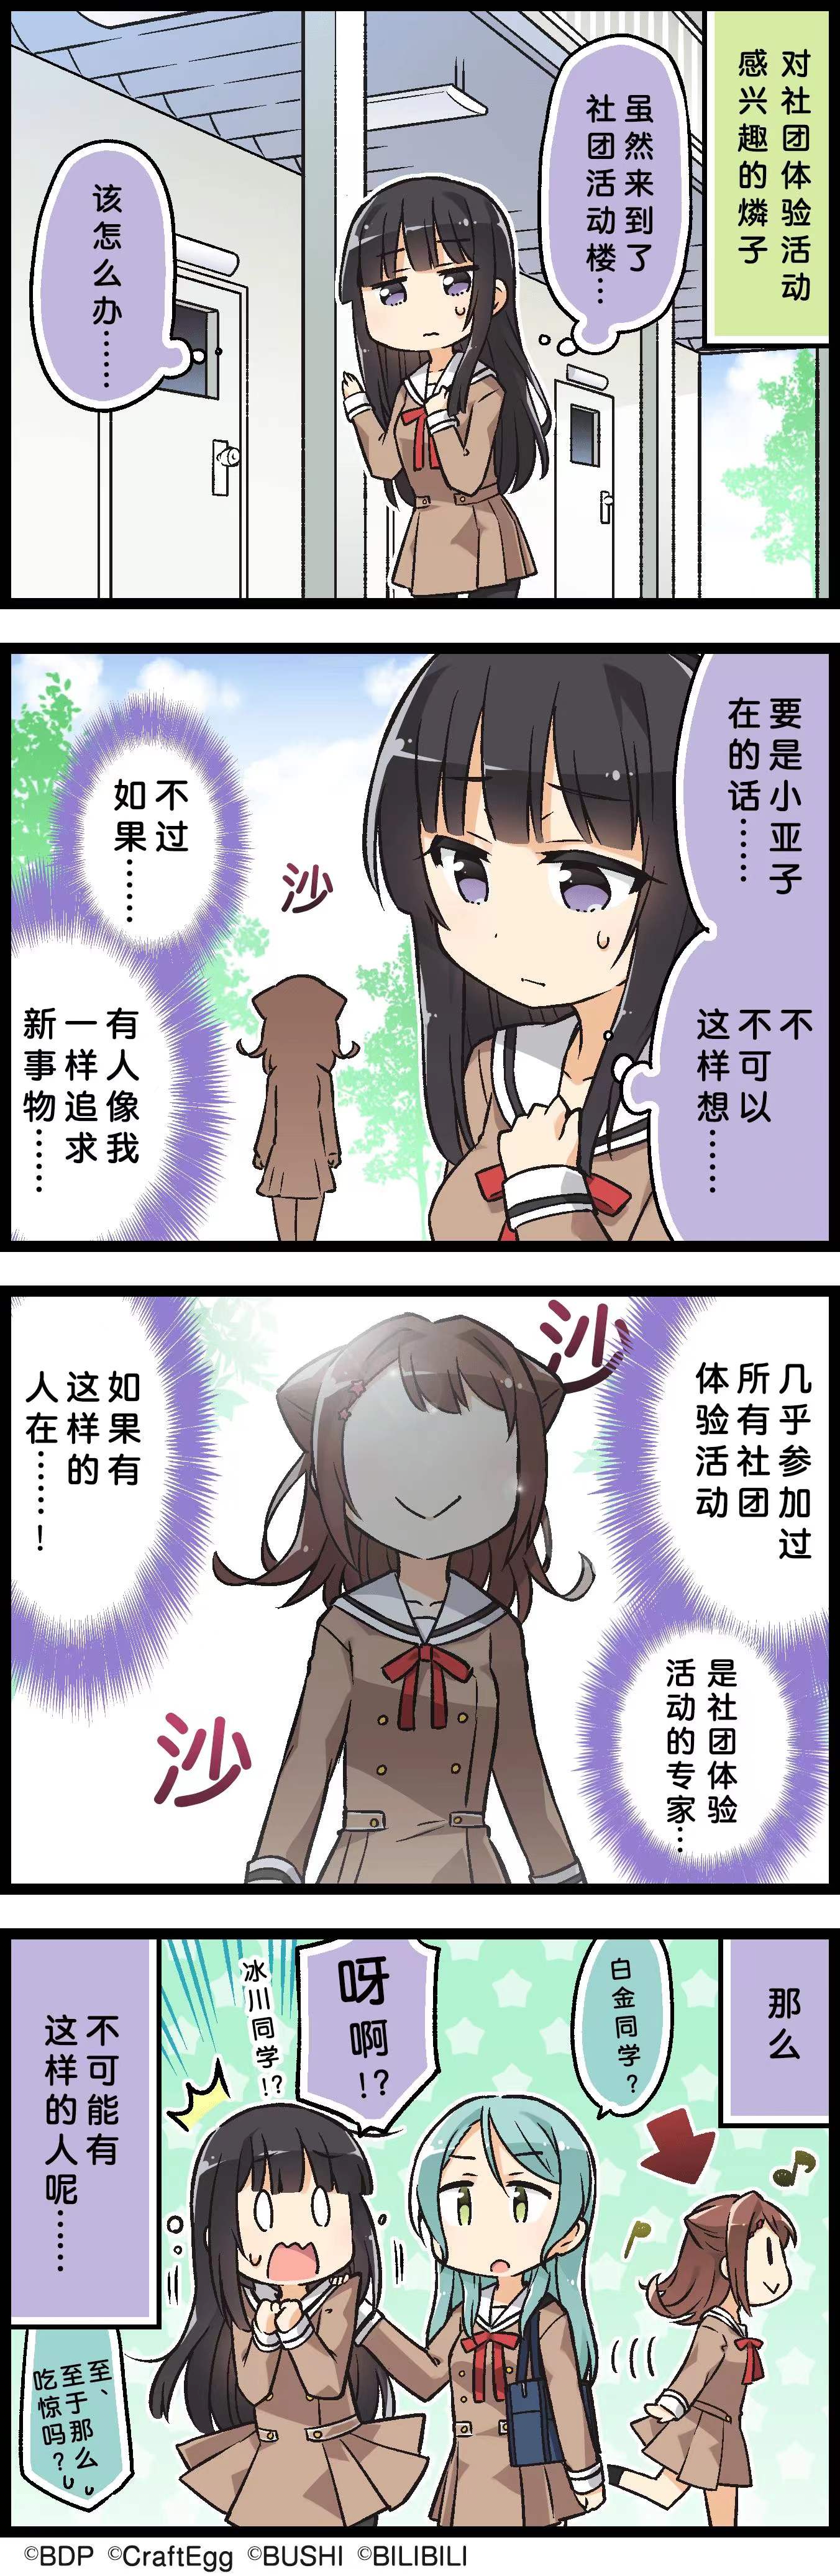 对社团体验活动
感兴趣的燐子
虽然来到了
社团活动楼…
该怎么办……
要是小亚子
在的话……
不
不可以
这样想……
不过
如果……
沙
有人像我
一样追求
新事物……
几乎参加过
所有社团
体验活动
沙
是社团体验
活动的专家…
如果有
这样的
人在……!
沙
那么
白金同学?
呀
啊!?
冰川同学!?
不可能有
这样的人呢……
至、
至于那么
吃惊吗?
©BDP ©CraftEgg ©BUSHI ©BILIBILI